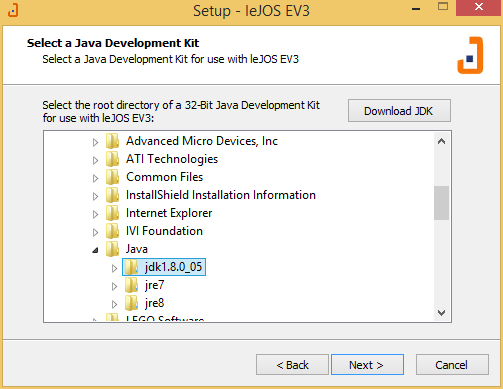 Setup - leJOS EV3
Select a Java Development Kit
Select a Java Development Kit for use with leJOS EV3
Select the root directory of a 32-Bit Java Development Kit
for use with leJOS EV3:
Download JDK
Advanced Micro Devices, Inc
ATI Technologies
Common Files
InstallShield Installation Information
Internet Explorer
IVI Foundation
Java
jdk1.8.0_05
jre7
jre8
LEGO Software
< Back
Next >
Cancel